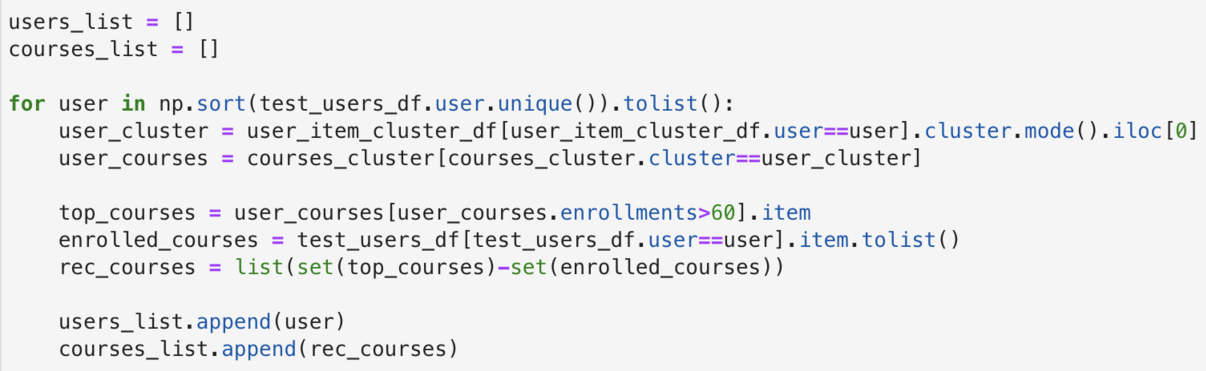 users_list = []
courses_list = []

for user in np.sort(test_users_df.user.unique()).tolist():
    user_cluster = user_item_cluster_df[user_item_cluster_df.user==user].cluster.mode().iloc[0]
    user_courses = courses_cluster[courses_cluster.cluster==user_cluster]

    top_courses = user_courses[user_courses.enrollments>60].item
    enrolled_courses = test_users_df[test_users_df.user==user].item.tolist()
    rec_courses = list(set(top_courses)-set(enrolled_courses))

    users_list.append(user)
    courses_list.append(rec_courses)